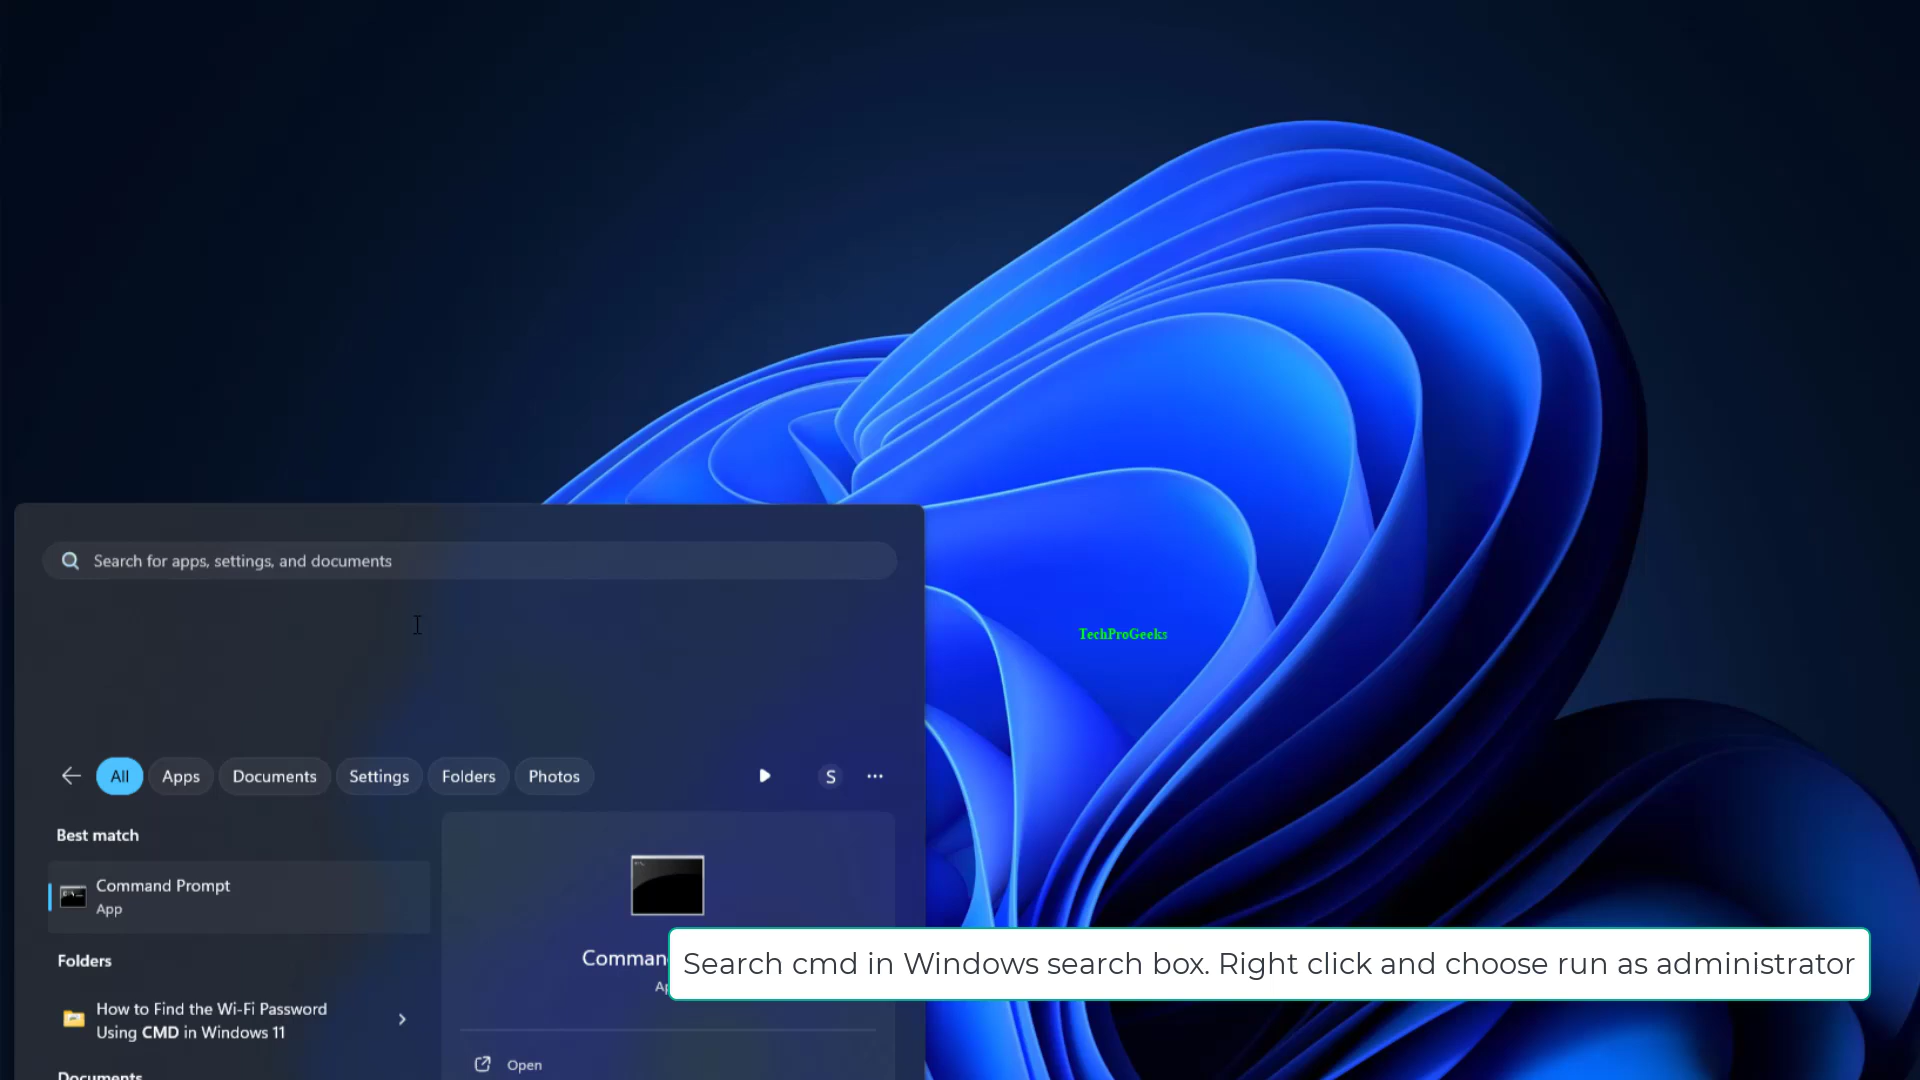 Search for apps, settings, and documents
TechProGeeks
All Apps Documents Settings Folders Photos S
Best match
Command Prompt
App
Folders
How to Find the Wi-Fi Password
Using CMD in Windows 11
Search cmd in Windows search box. Right click and choose run as administrator
Open
Documents